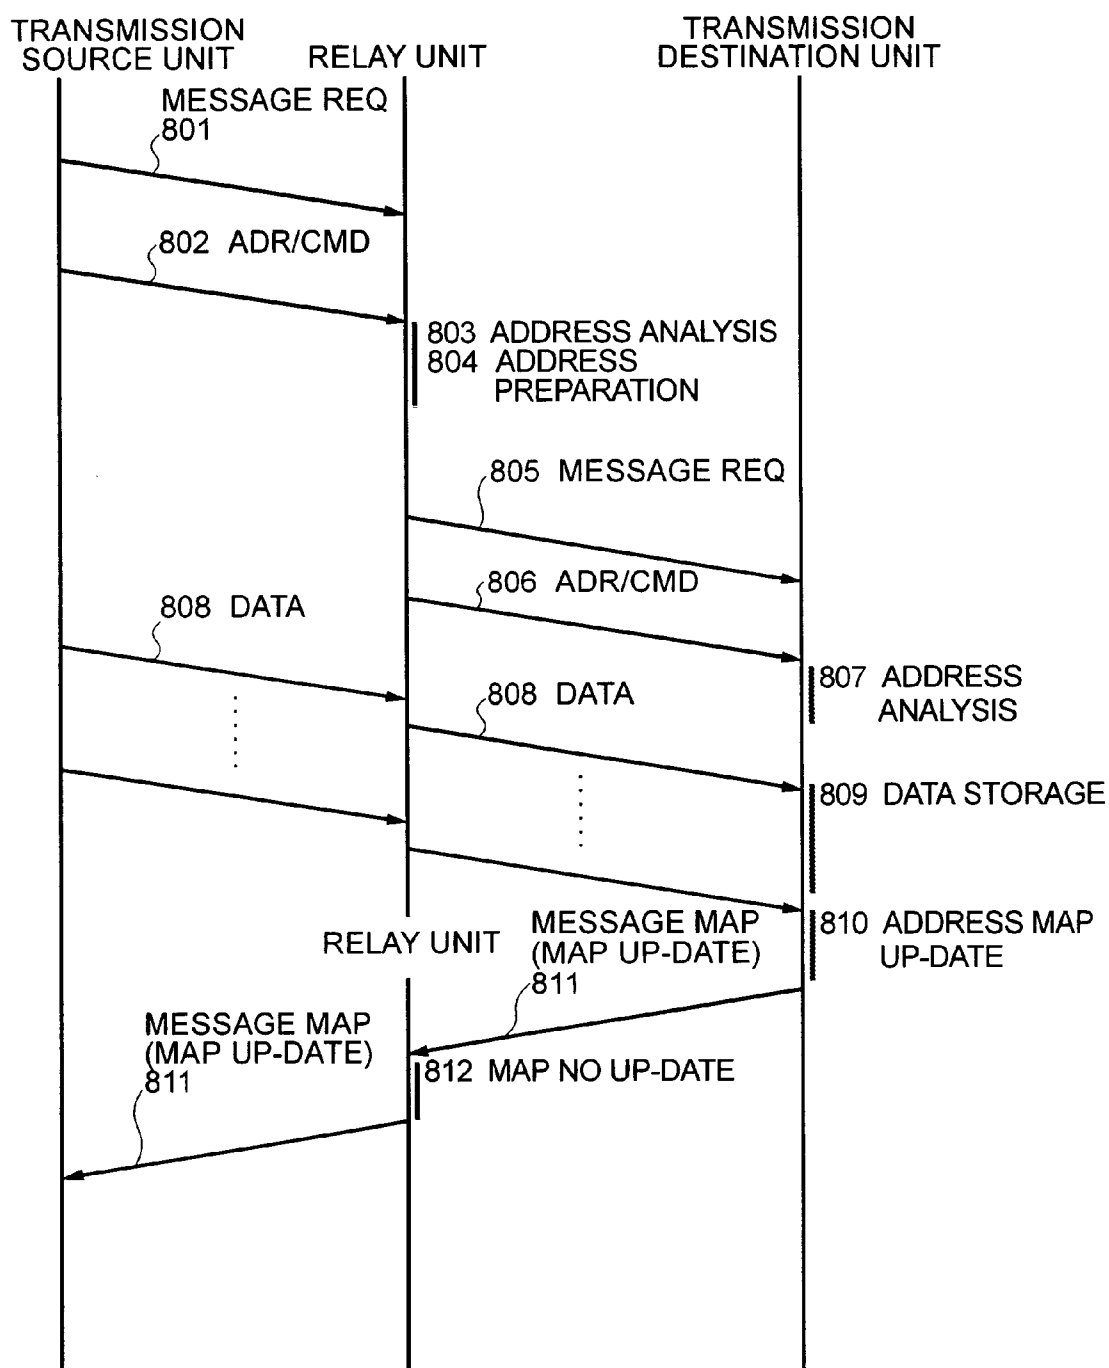 TRANSMISSION
SOURCE UNIT
RELAY UNIT
TRANSMISSION
DESTINATION UNIT
MESSAGE REQ
801
802 ADR/CMD
803 ADDRESS ANALYSIS
804 ADDRESS
PREPARATION
805 MESSAGE REQ
806 ADR/CMD
808 DATA
807 ADDRESS
ANALYSIS
808 DATA
809 DATA STORAGE
MESSAGE MAP
(MAP UP-DATE)
811
810 ADDRESS MAP
UP-DATE
RELAY UNIT
MESSAGE MAP
(MAP UP-DATE)
811
812 MAP NO UP-DATE